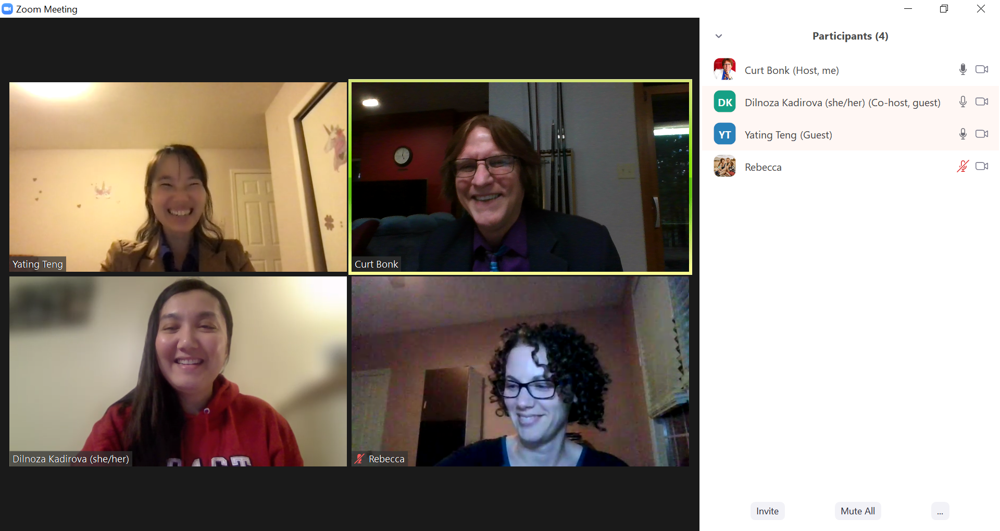 Zoom Meeting
Participants (4)
Curt Bonk (Host, me)
DK
Dilnoza Kadirova (she/her) (Co-host, guest)
YT
Yating Teng (Guest)
Rebecca
Yating Teng
Curt Bonk
Dilnoza Kadirova (she/her)
Rebecca
Invite
Mute All
...